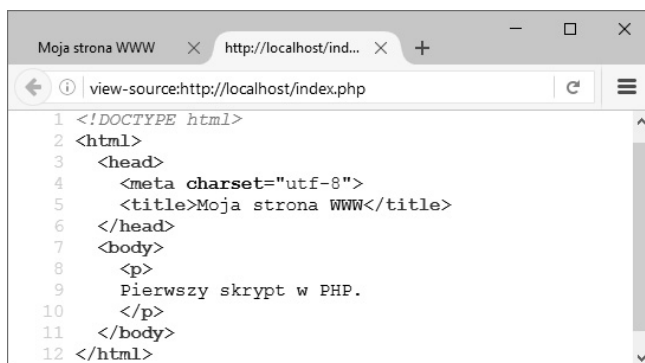 Moja strona WWW http://localhost/ind...
view-source:http://localhost/index.php
1 <!DOCTYPE html>
2 <html>
3 <head>
4 <meta charset="utf-8">
5 <title>Moja strona WWW</title>
6 </head>
7 <body>
8 <p>
9 Pierwszy skrypt w PHP.
10 </p>
11 </body>
12 </html>